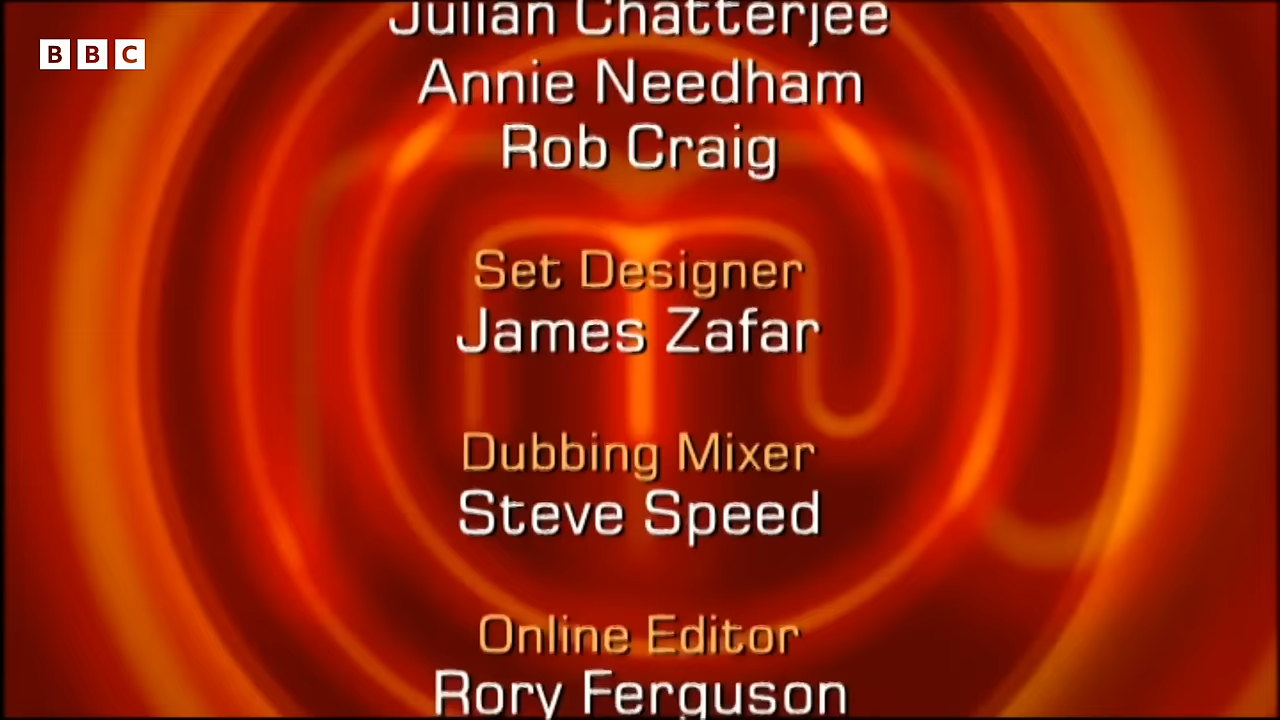 BBC
Julian Chatterjee
Annie Needham
Rob Craig
Set Designer
James Zafar
Dubbing Mixer
Steve Speed
Online Editor
Rory Ferguson